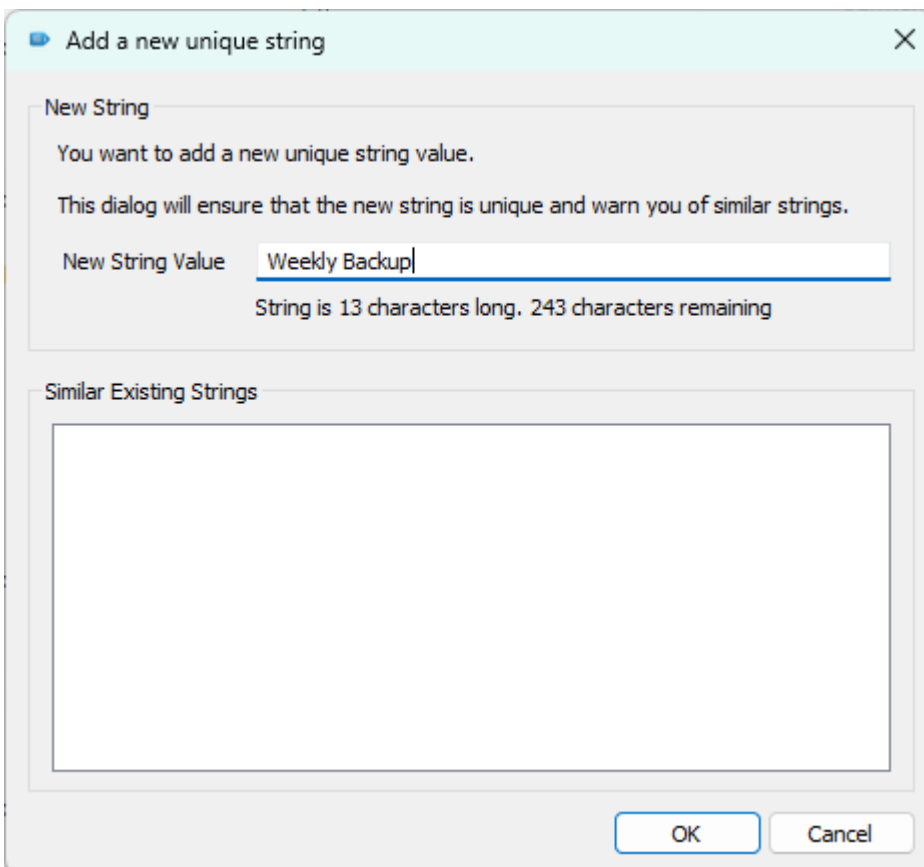 Add a new unique string
New String
You want to add a new unique string value.
This dialog will ensure that the new string is unique and warn you of similar strings.
New String Value Weekly Backup
String is 13 characters long. 243 characters remaining
Similar Existing Strings
OK Cancel